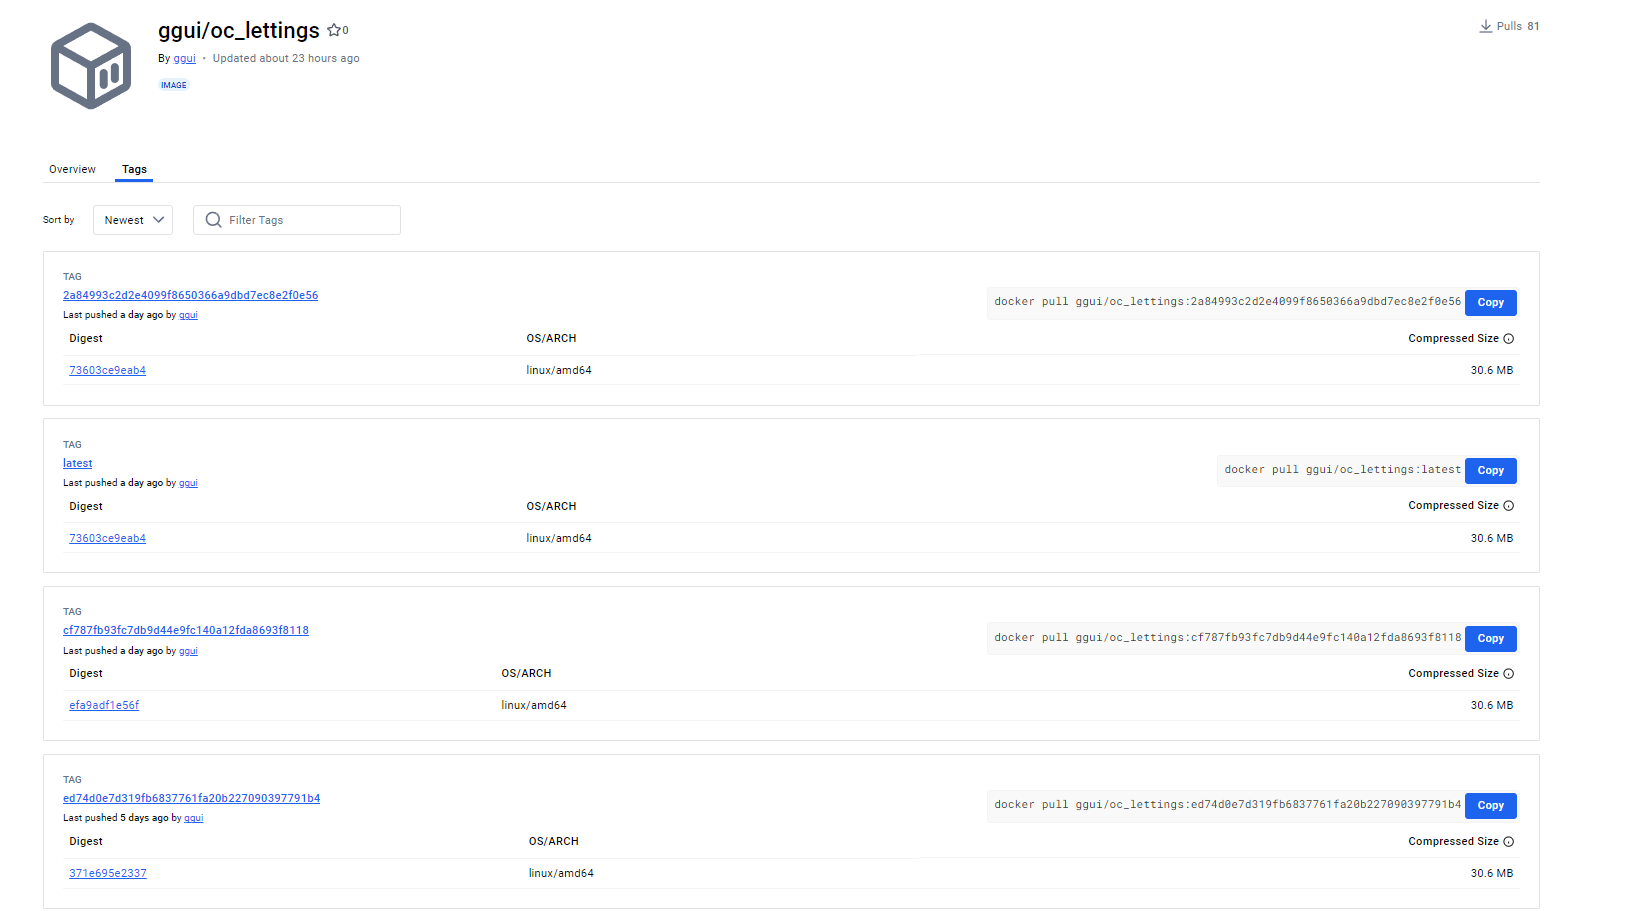 ggui/oc_lettings 0
Pulls 81
By ggui • Updated about 23 hours ago
IMAGE
Overview Tags
Sort by Newest Filter Tags
TAG
2a84993c2d2e4099f8650366a9dbd7ec8e2f0e56
docker pull ggui/oc_lettings:2a84993c2d2e4099f8650366a9dbd7ec8e2f0e56 Copy
Last pushed a day ago by ggui
Digest OS/ARCH Compressed Size
73603ce9eab4 linux/amd64 30.6 MB
TAG
latest
docker pull ggui/oc_lettings:latest Copy
Last pushed a day ago by ggui
Digest OS/ARCH Compressed Size
73603ce9eab4 linux/amd64 30.6 MB
TAG
cf787fb93fc7db9d44e9fc140a12fda8693f8118
docker pull ggui/oc_lettings:cf787fb93fc7db9d44e9fc140a12fda8693f8118 Copy
Last pushed a day ago by ggui
Digest OS/ARCH Compressed Size
efa9adf1e56f linux/amd64 30.6 MB
TAG
ed74d0e7d319fb6837761fa20b227090397791b4
docker pull ggui/oc_lettings:ed74d0e7d319fb6837761fa20b227090397791b4 Copy
Last pushed 5 days ago by ggui
Digest OS/ARCH Compressed Size
371e695e2337 linux/amd64 30.6 MB